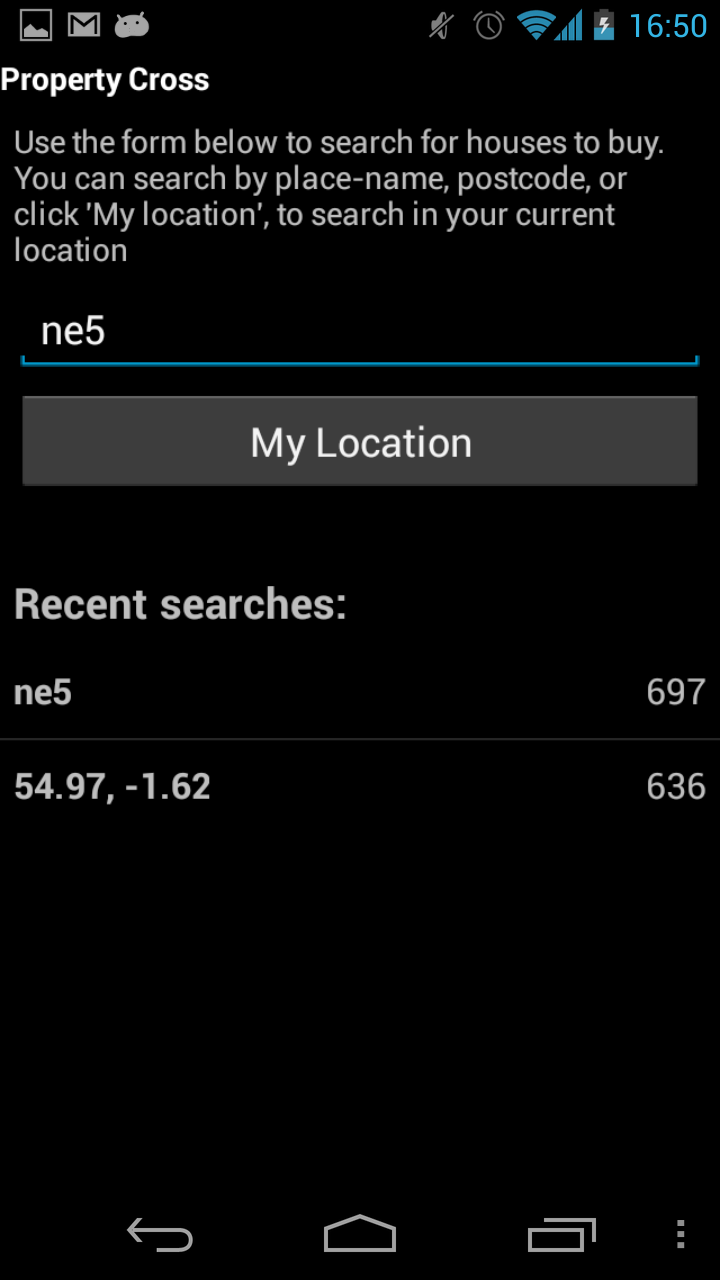 16:50
Property Cross
Use the form below to search for houses to buy.
You can search by place-name, postcode, or
click 'My location', to search in your current
location
ne5
My Location
Recent searches:
ne5 697
54.97, -1.62 636